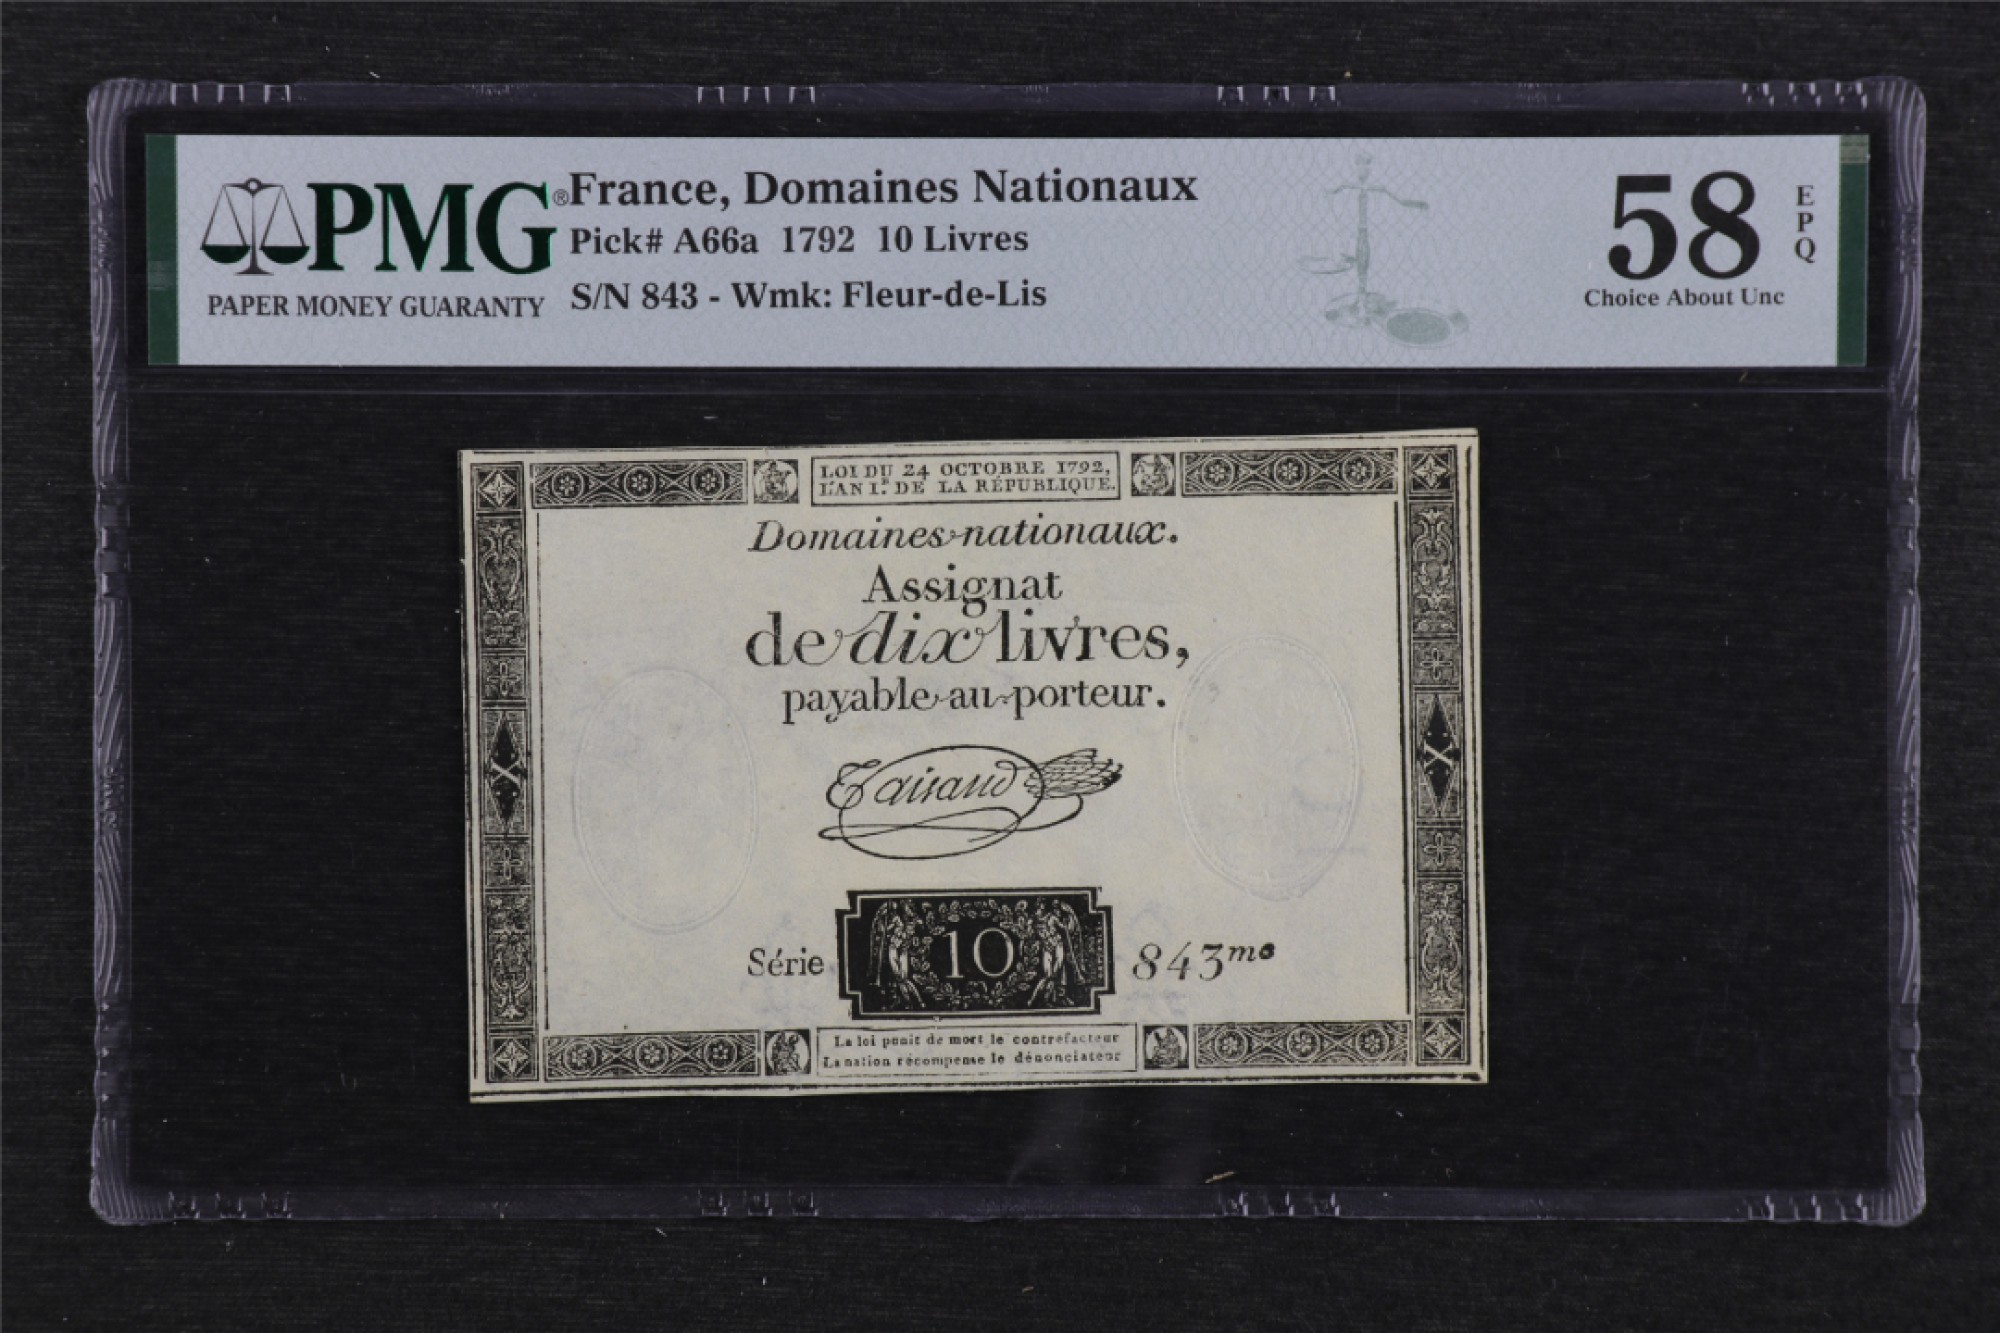 PMG®
PAPER MONEY GUARANTY
France, Domaines Nationaux
Pick# A66a 1792 10 Livres
S/N 843 - Wmk: Fleur-de-Lis
58
EPQ
Choice About Unc
LOI DU 24 OCTOBRE 1792,
L'AN I.ER DE LA RÉPUBLIQUE.
Domaines nationaux.
Assignat
de dix livres,
payable au porteur.
Taisaud
X
X
Série 10 843me
La loi punit de mort le contrefacteur
La nation récompense le dénonciateur